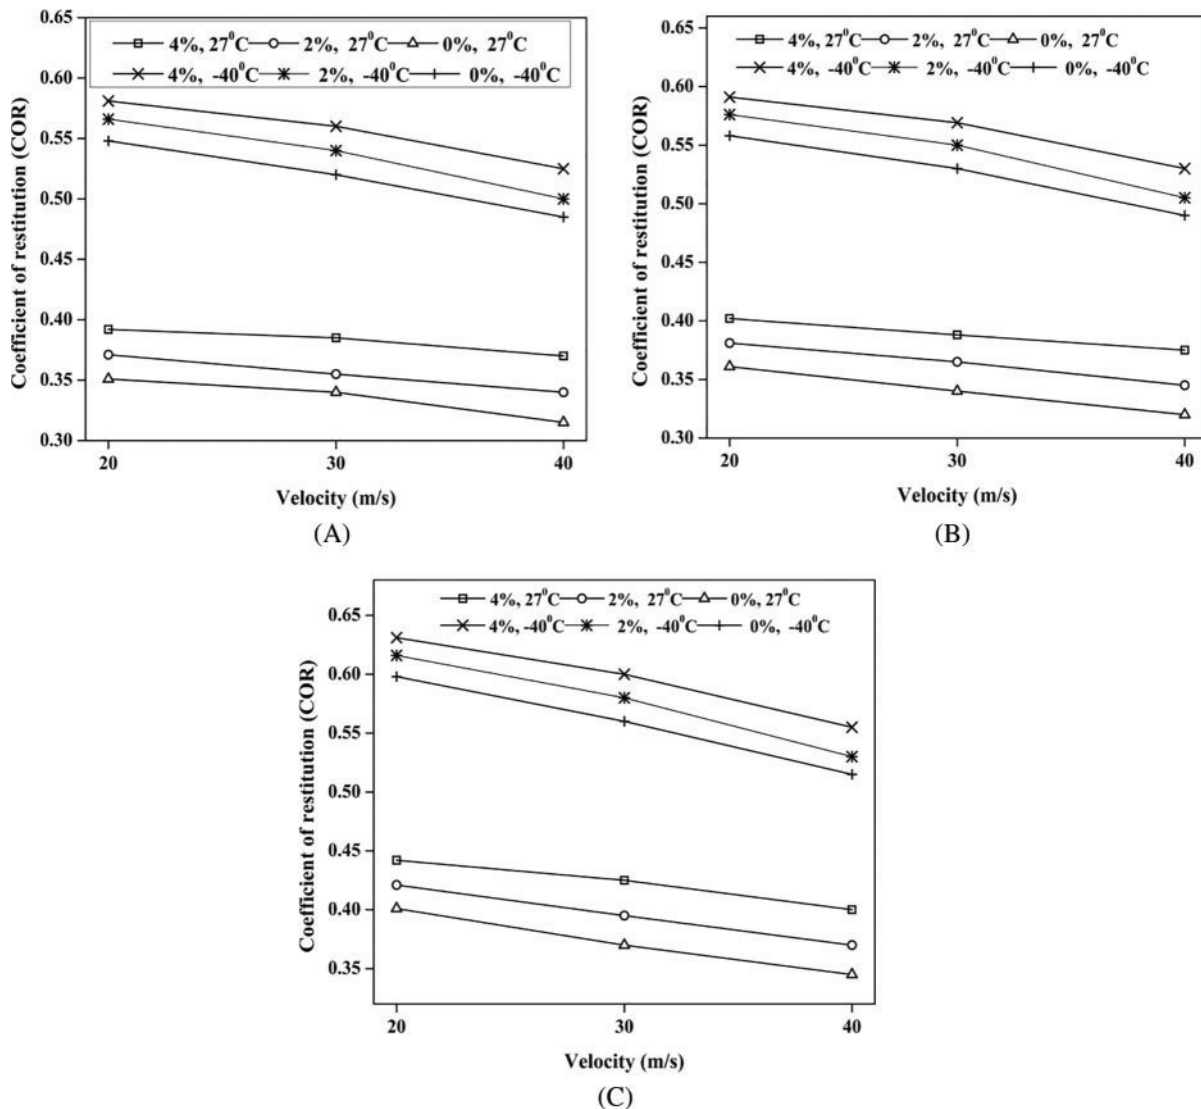 4%, 27⁰C 2%, 27⁰C 0%, 27⁰C
4%, -40⁰C 2%, -40⁰C 0%, -40⁰C
Coefficient of restitution (COR)
0.65
0.60
0.55
0.50
0.45
0.40
0.35
0.30
20 30 40
Velocity (m/s)
(A)
4%, 27⁰C 2%, 27⁰C 0%, 27⁰C
4%, -40⁰C 2%, -40⁰C 0%, -40⁰C
Coefficient of restitution (COR)
0.65
0.60
0.55
0.50
0.45
0.40
0.35
0.30
20 30 40
Velocity (m/s)
(B)
4%, 27⁰C 2%, 27⁰C 0%, 27⁰C
4%, -40⁰C 2%, -40⁰C 0%, -40⁰C
Coefficient of restitution (COR)
0.65
0.60
0.55
0.50
0.45
0.40
0.35
20 30 40
Velocity (m/s)
(C)